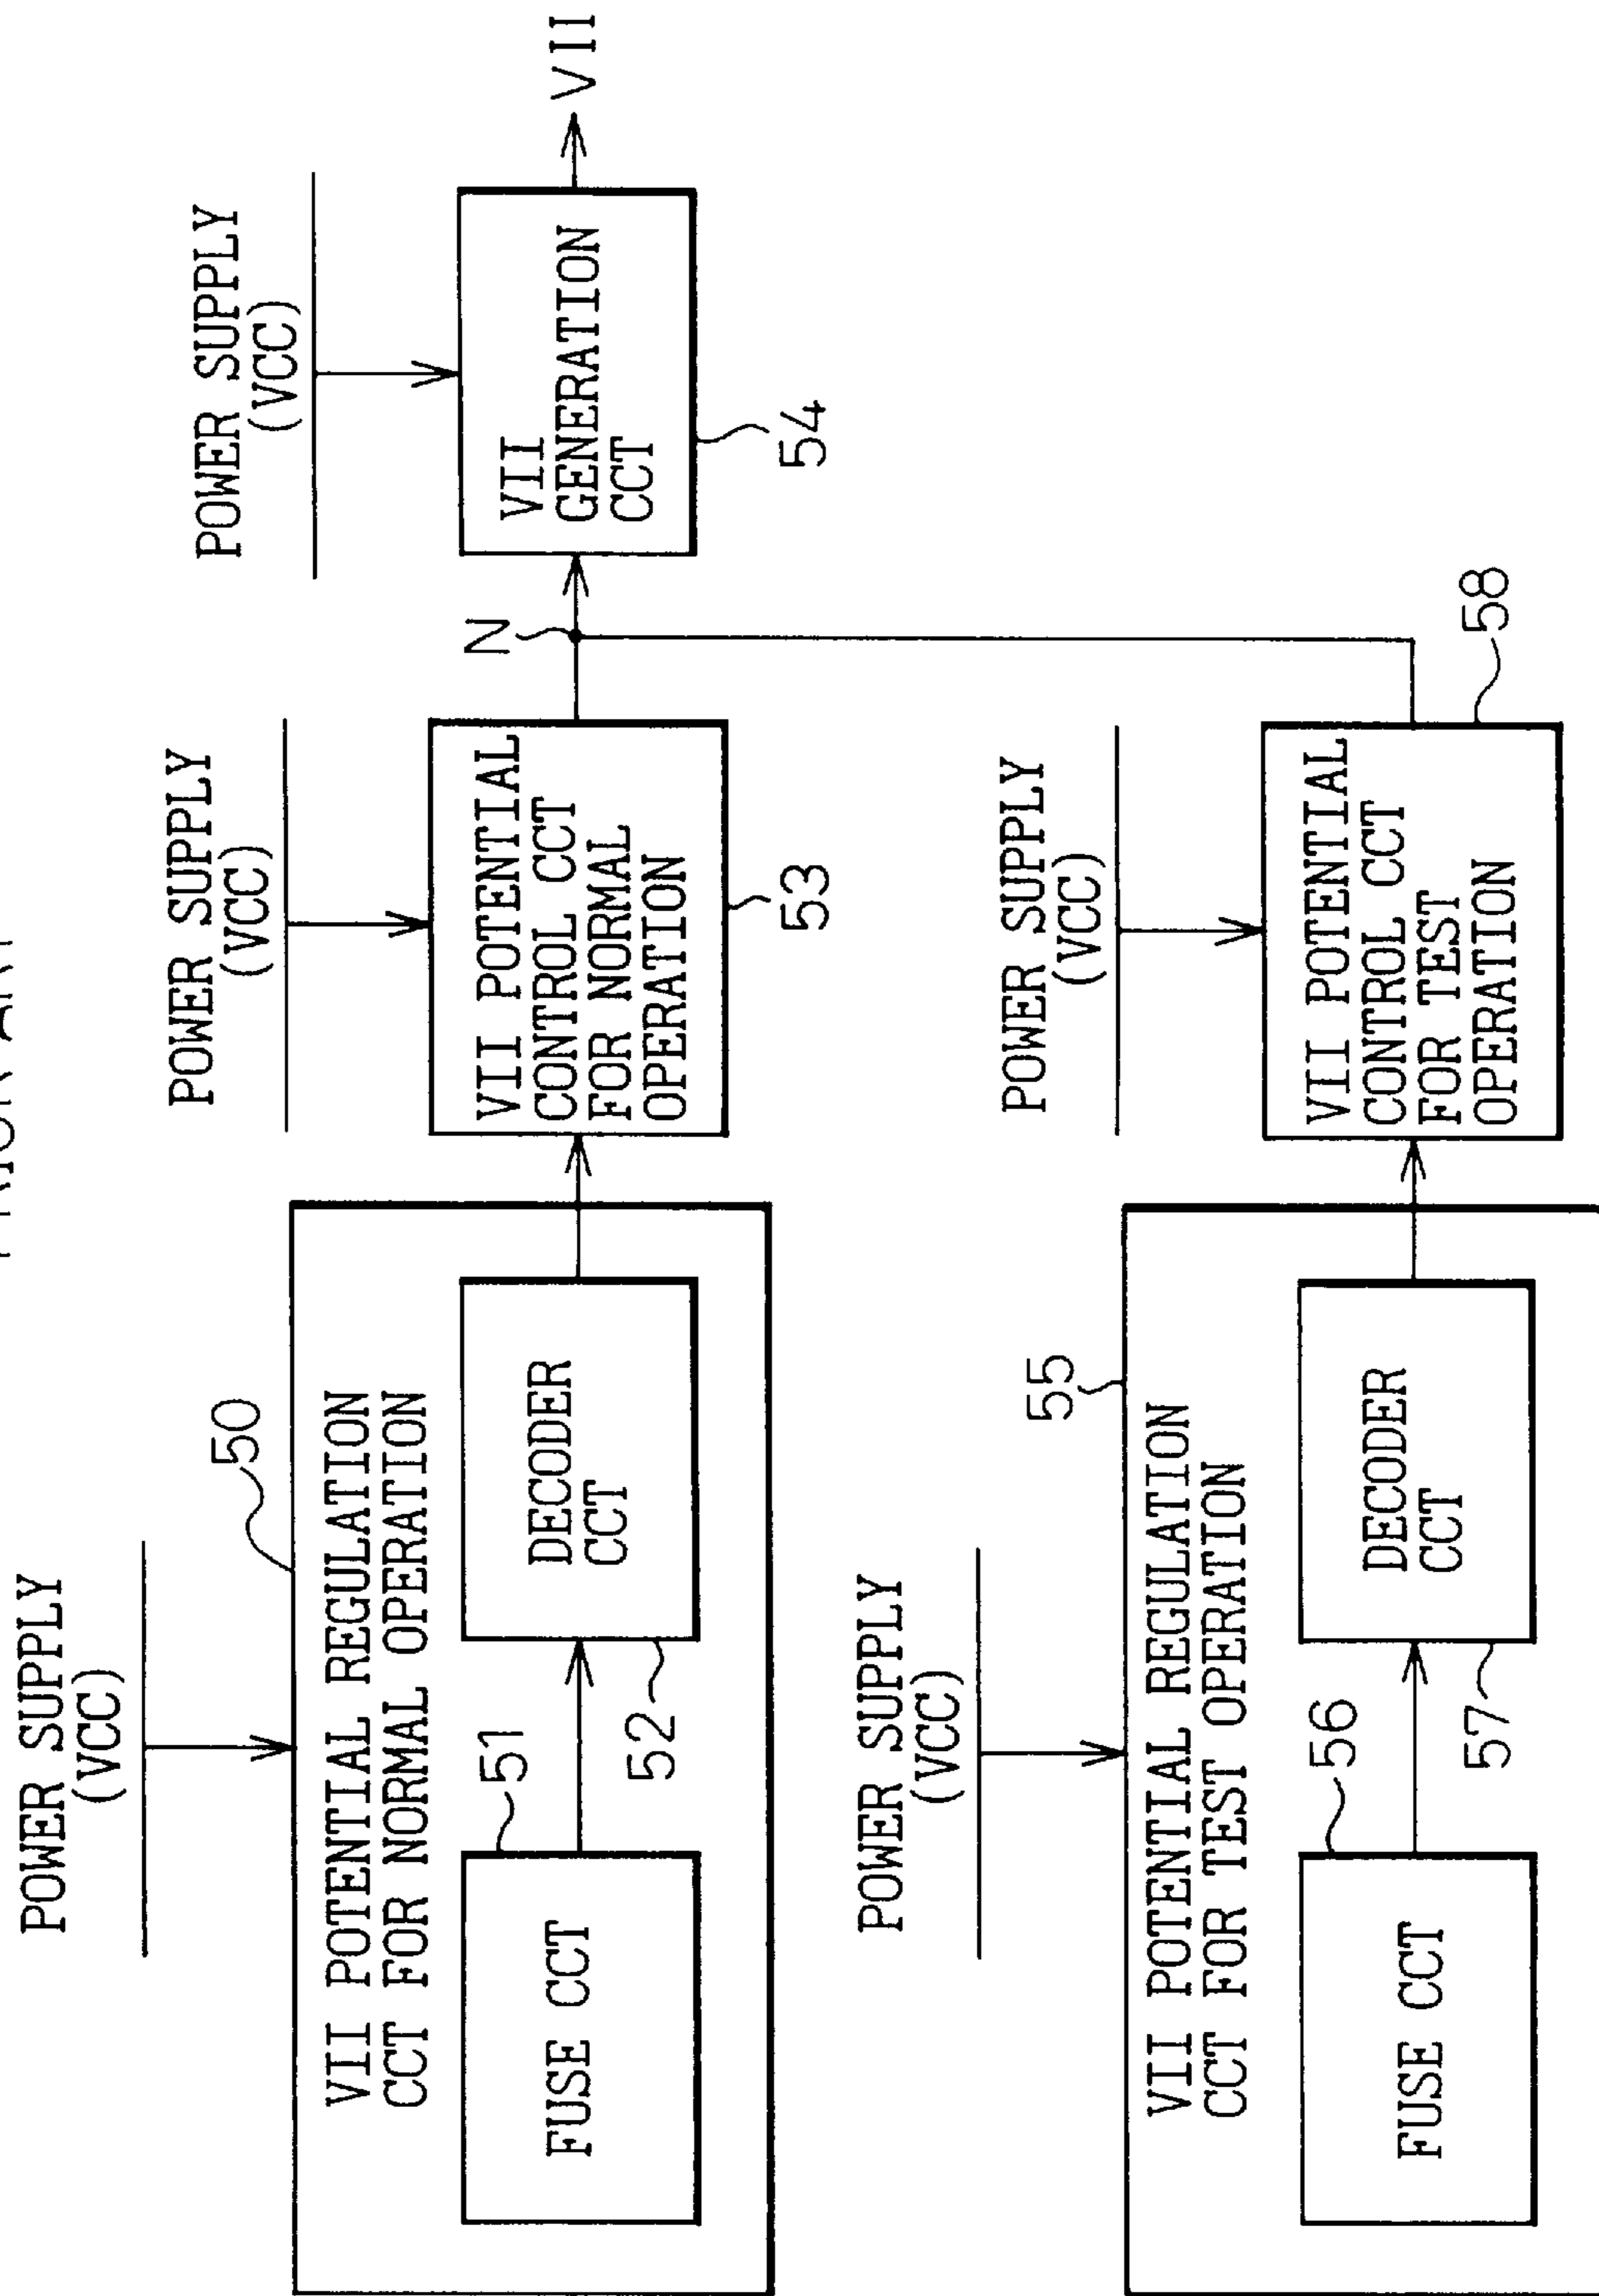 PRIOR ART
POWER SUPPLY
(VCC)
50
VII POTENTIAL REGULATION
CCT FOR NORMAL OPERATION
FUSE CCT
51
DECODER
CCT
52
POWER SUPPLY
(VCC)
VII POTENTIAL
CONTROL CCT
FOR NORMAL
OPERATION
53
N
POWER SUPPLY
(VCC)
VII
GENERATION
CCT
54
VII
POWER SUPPLY
(VCC)
55
VII POTENTIAL REGULATION
CCT FOR TEST OPERATION
FUSE CCT
56
DECODER
CCT
57
POWER SUPPLY
(VCC)
VII POTENTIAL
CONTROL CCT
FOR TEST
OPERATION
58